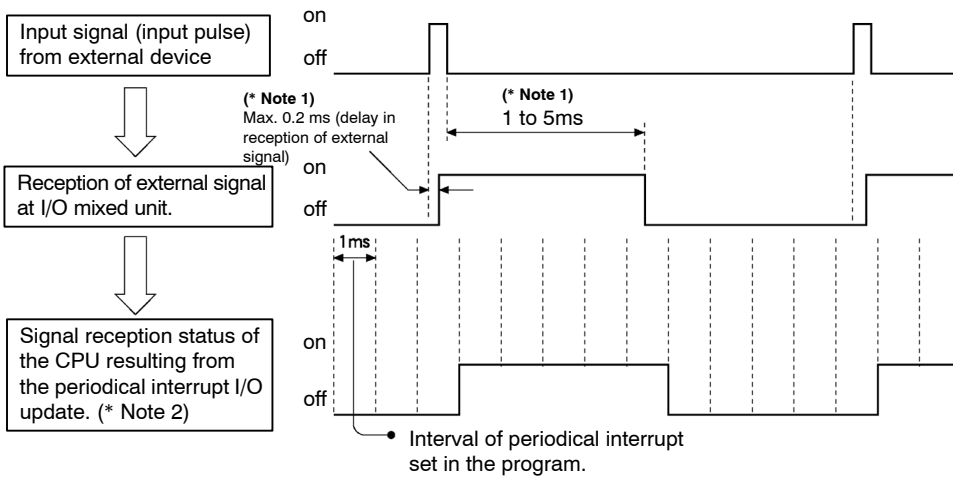 Input signal (input pulse)
from external device
on
off
(* Note 1)
Max. 0.2 ms (delay in
reception of external
signal)
(* Note 1)
1 to 5ms
Reception of external signal
at I/O mixed unit.
on
off
1ms
Signal reception status of
the CPU resulting from
the periodical interrupt I/O
update. (* Note 2)
on
off
Interval of periodical interrupt
set in the program.